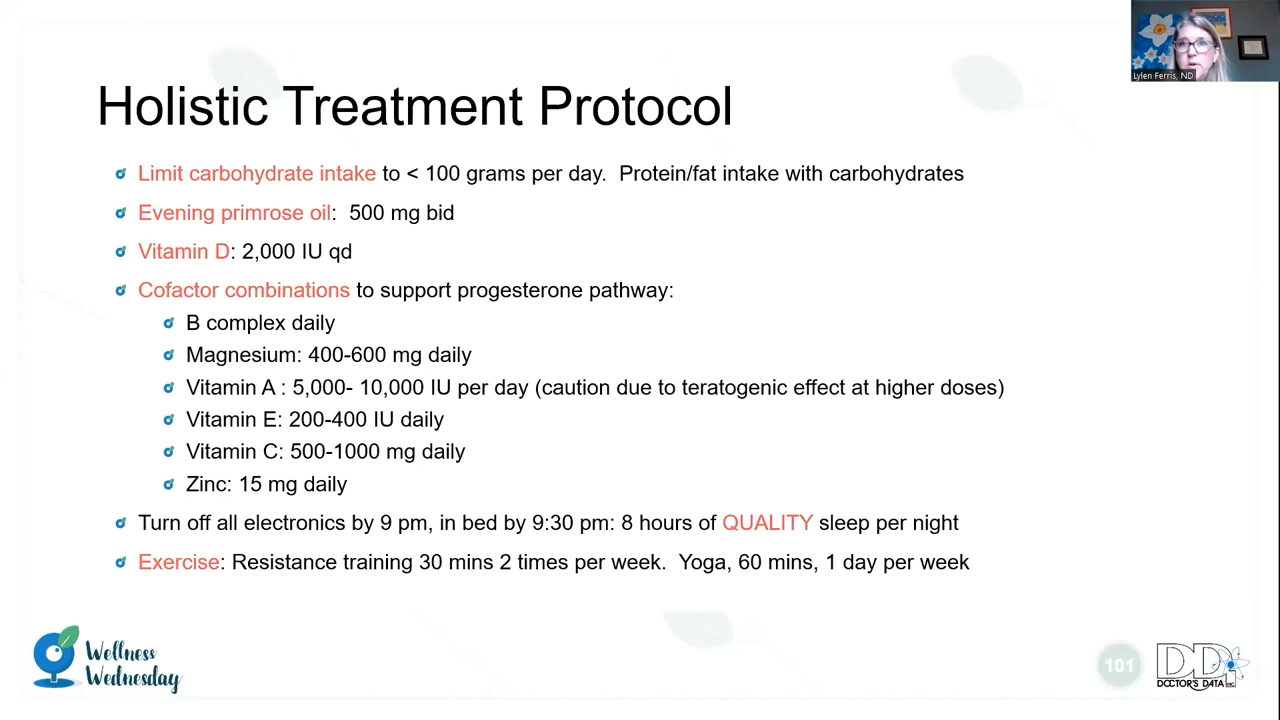 Lylen Ferris, ND
Holistic Treatment Protocol
Limit carbohydrate intake to < 100 grams per day.  Protein/fat intake with carbohydrates
Evening primrose oil:  500 mg bid
Vitamin D: 2,000 IU qd
Cofactor combinations to support progesterone pathway:
B complex daily
Magnesium: 400-600 mg daily
Vitamin A : 5,000- 10,000 IU per day (caution due to teratogenic effect at higher doses)
Vitamin E: 200-400 IU daily
Vitamin C: 500-1000 mg daily
Zinc: 15 mg daily
Turn off all electronics by 9 pm, in bed by 9:30 pm: 8 hours of QUALITY sleep per night
Exercise: Resistance training 30 mins 2 times per week.  Yoga, 60 mins, 1 day per week
Wellness
Wednesday
101
DDI
DOCTOR'S DATA INC.